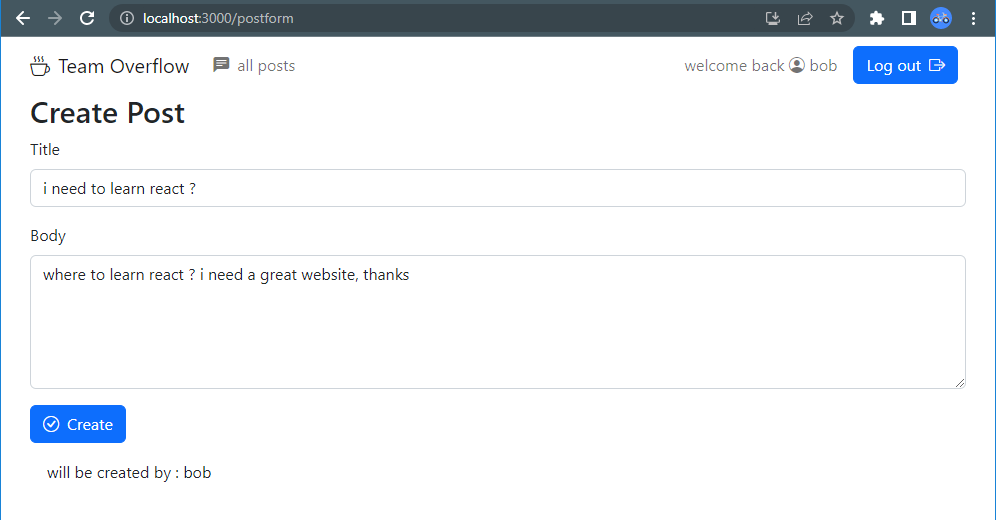 localhost:3000/postform
Team Overflow all posts welcome back bob Log out
Create Post
Title
i need to learn react ?
Body
where to learn react ? i need a great website, thanks
Create
will be created by : bob